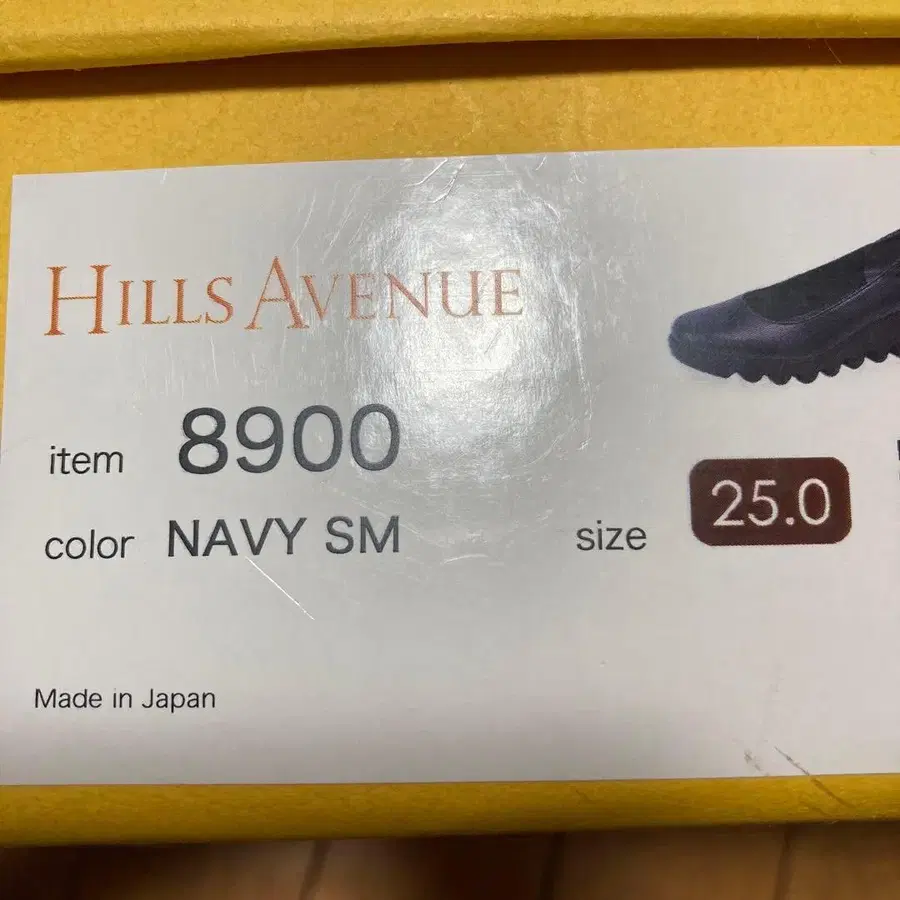 HILLS AVENUE
item 8900
color NAVY SM
size 25.0
Made in Japan